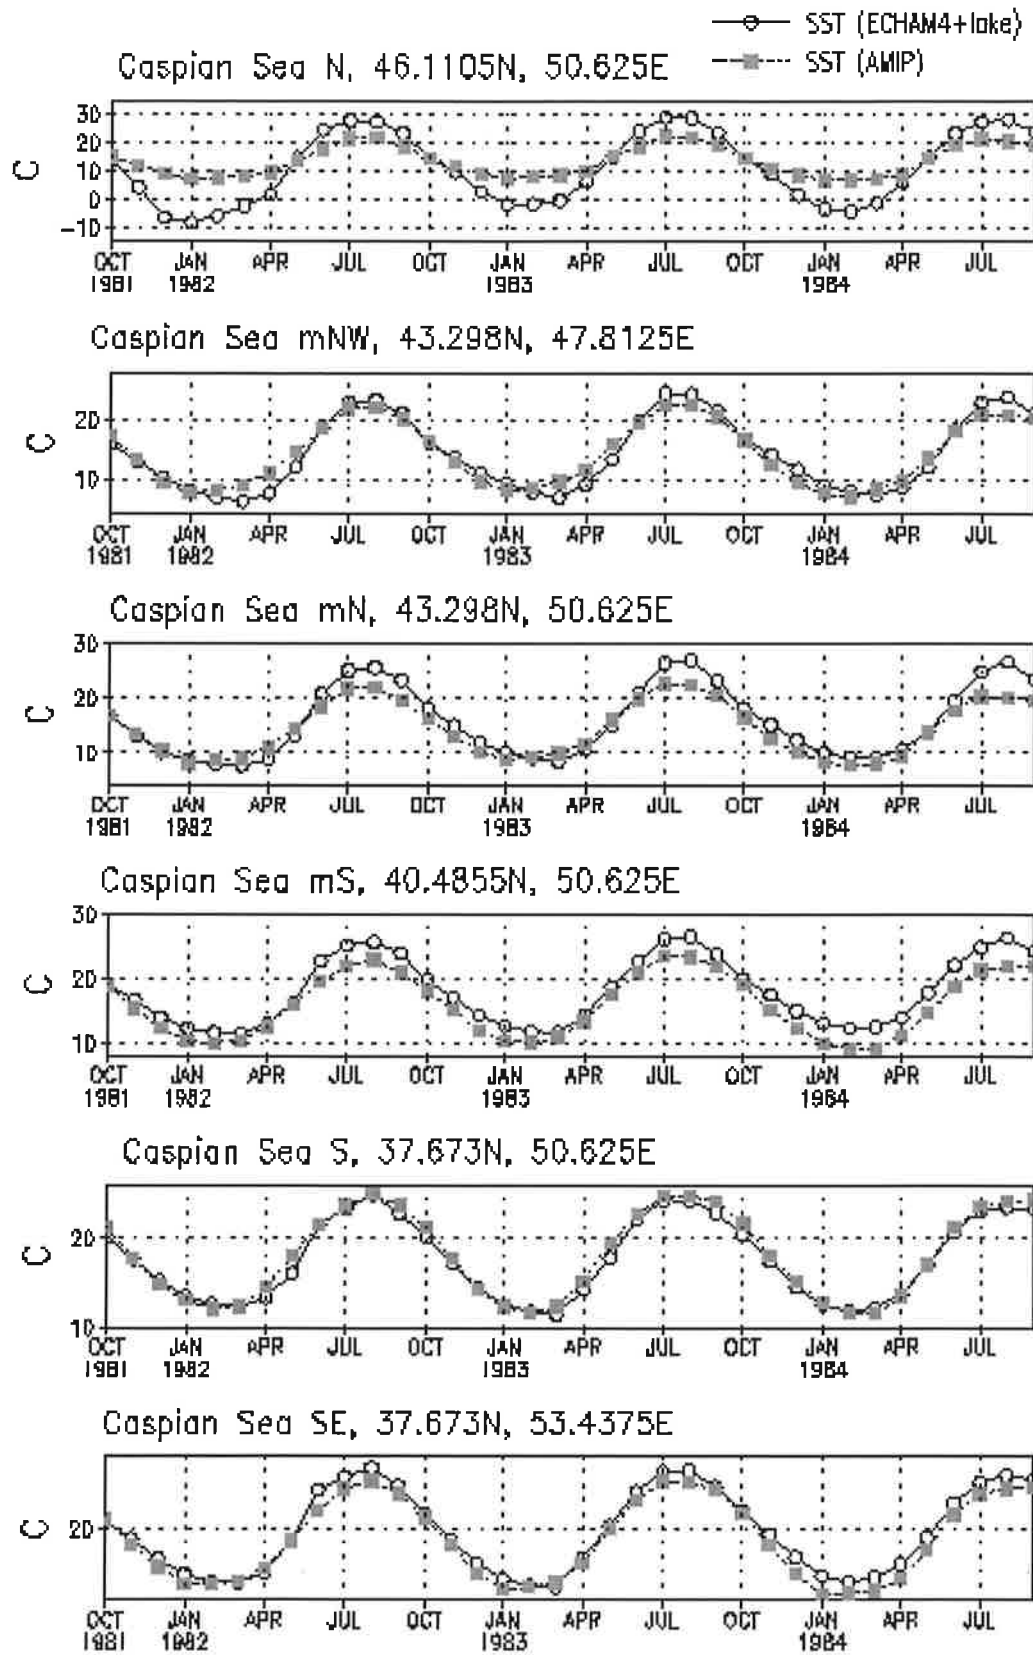 SST (ECHAM4+lake)
SST (AMIP)
Caspian Sea N, 46.1105N, 50.625E
C
30
20
10
0
-10
OCT JAN APR JUL OCT JAN APR JUL OCT JAN APR JUL
1981 1982 1983 1984
Caspian Sea mNW, 43.298N, 47.8125E
C
20
10
OCT JAN APR JUL OCT JAN APR JUL OCT JAN APR JUL
1981 1982 1983 1984
Caspian Sea mN, 43.298N, 50.625E
C
30
20
10
OCT JAN APR JUL OCT JAN APR JUL OCT JAN APR JUL
1981 1982 1983 1984
Caspian Sea mS, 40.4855N, 50.625E
C
30
20
10
OCT JAN APR JUL OCT JAN APR JUL OCT JAN APR JUL
1981 1982 1983 1984
Caspian Sea S, 37.673N, 50.625E
C
20
10
OCT JAN APR JUL OCT JAN APR JUL OCT JAN APR JUL
1981 1982 1983 1984
Caspian Sea SE, 37.673N, 53.4375E
C
20
OCT JAN APR JUL OCT JAN APR JUL OCT JAN APR JUL
1981 1982 1983 1984